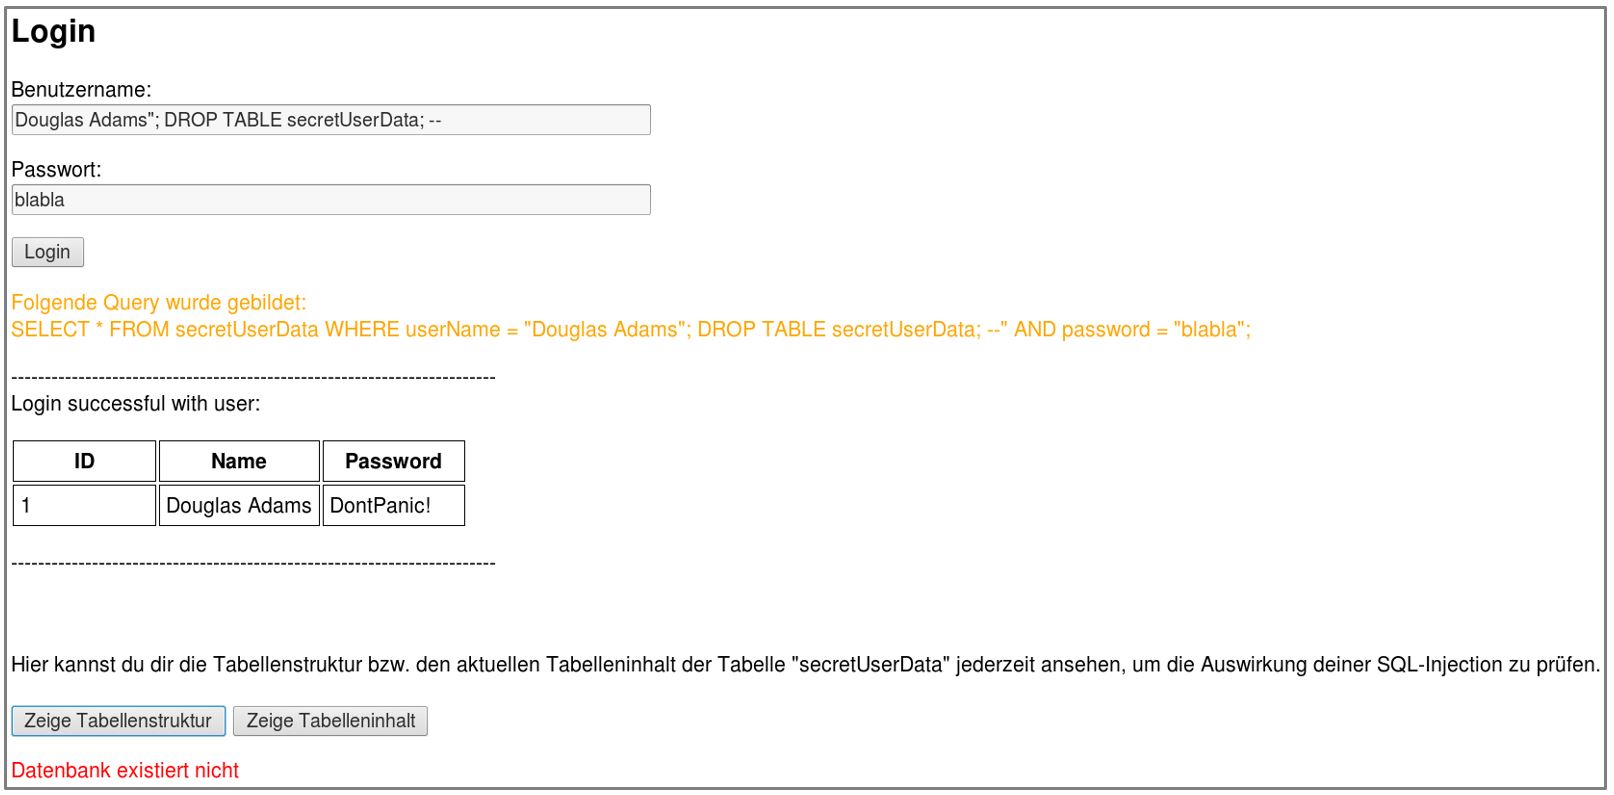 Login
Benutzername:
Douglas Adams"; DROP TABLE secretUserData; --
Passwort:
blabla
Login
Folgende Query wurde gebildet:
SELECT * FROM secretUserData WHERE userName = "Douglas Adams"; DROP TABLE secretUserData; --" AND password = "blabla";
------------------------------------------------------------------------
Login successful with user:
ID Name Password
1 Douglas Adams DontPanic!
------------------------------------------------------------------------
Hier kannst du dir die Tabellenstruktur bzw. den aktuellen Tabelleninhalt der Tabelle "secretUserData" jederzeit ansehen, um die Auswirkung deiner SQL-Injection zu prüfen.
Zeige Tabellenstruktur Zeige Tabelleninhalt
Datenbank existiert nicht